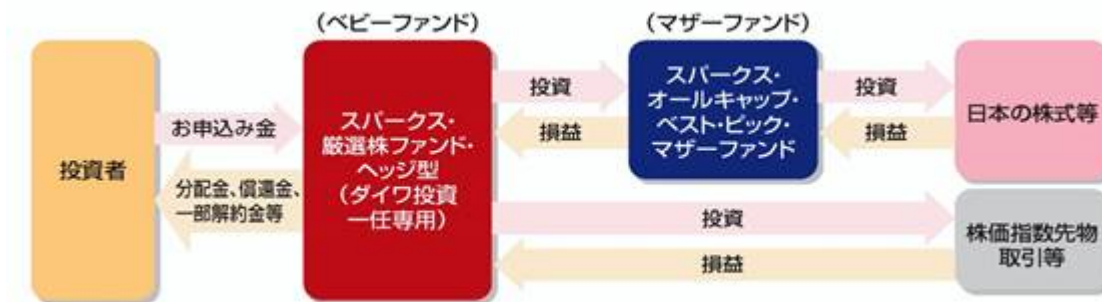 （ベビーファンド）
（マザーファンド）
投資者
お申込み金
分配金、償還金、
一部解約金等
スパークス・
厳選株ファンド・
ヘッジ型
（ダイワ投資
一任専用）
投資
損益
スパークス・
オールキャップ・
ベスト・ピック・
マザーファンド
投資
損益
日本の株式等
投資
損益
株価指数先物
取引等